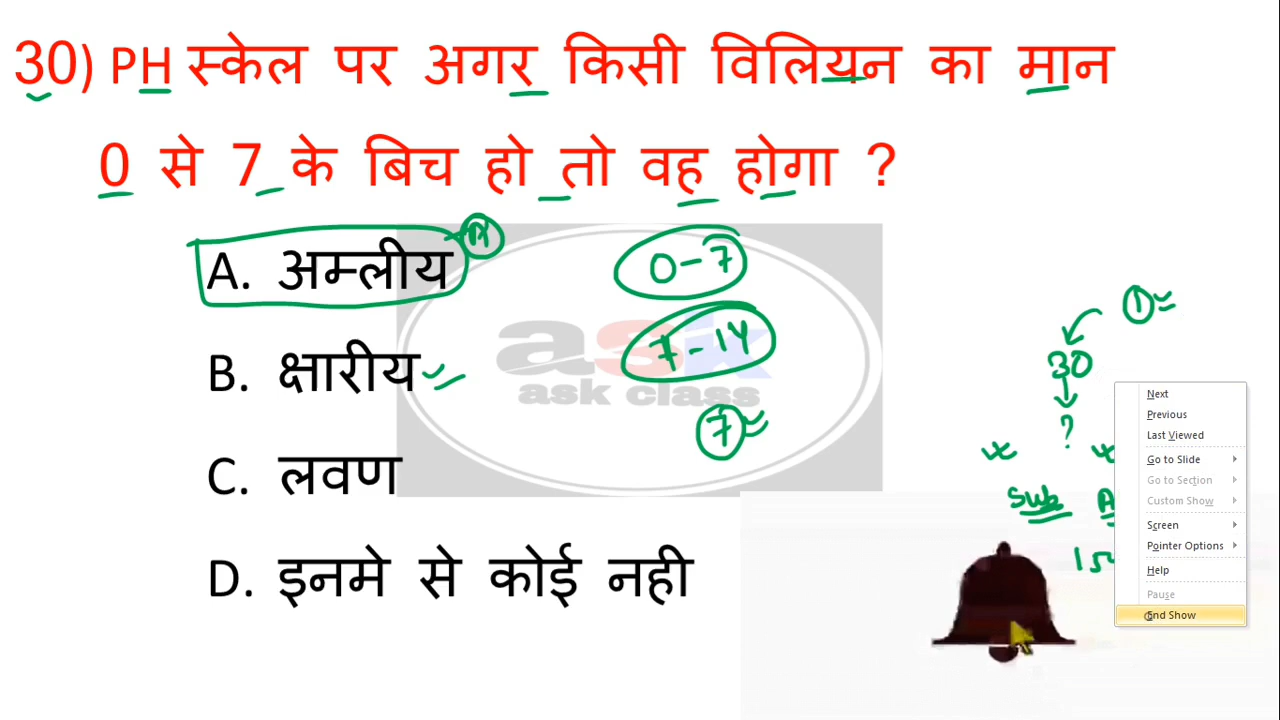 30) PH स्केल पर अगर किसी विलियन का मान
0 से 7 के बिच हो तो वह होगा ?
A. अम्लीय
B. क्षारीय
C. लवण
D. इनमे से कोई नही
0-7
7-14
7
ask
ask class
1
30
?
Sub
Next
Previous
Last Viewed
Go to Slide
Go to Section
Custom Show
Screen
Pointer Options
Help
Pause
End Show